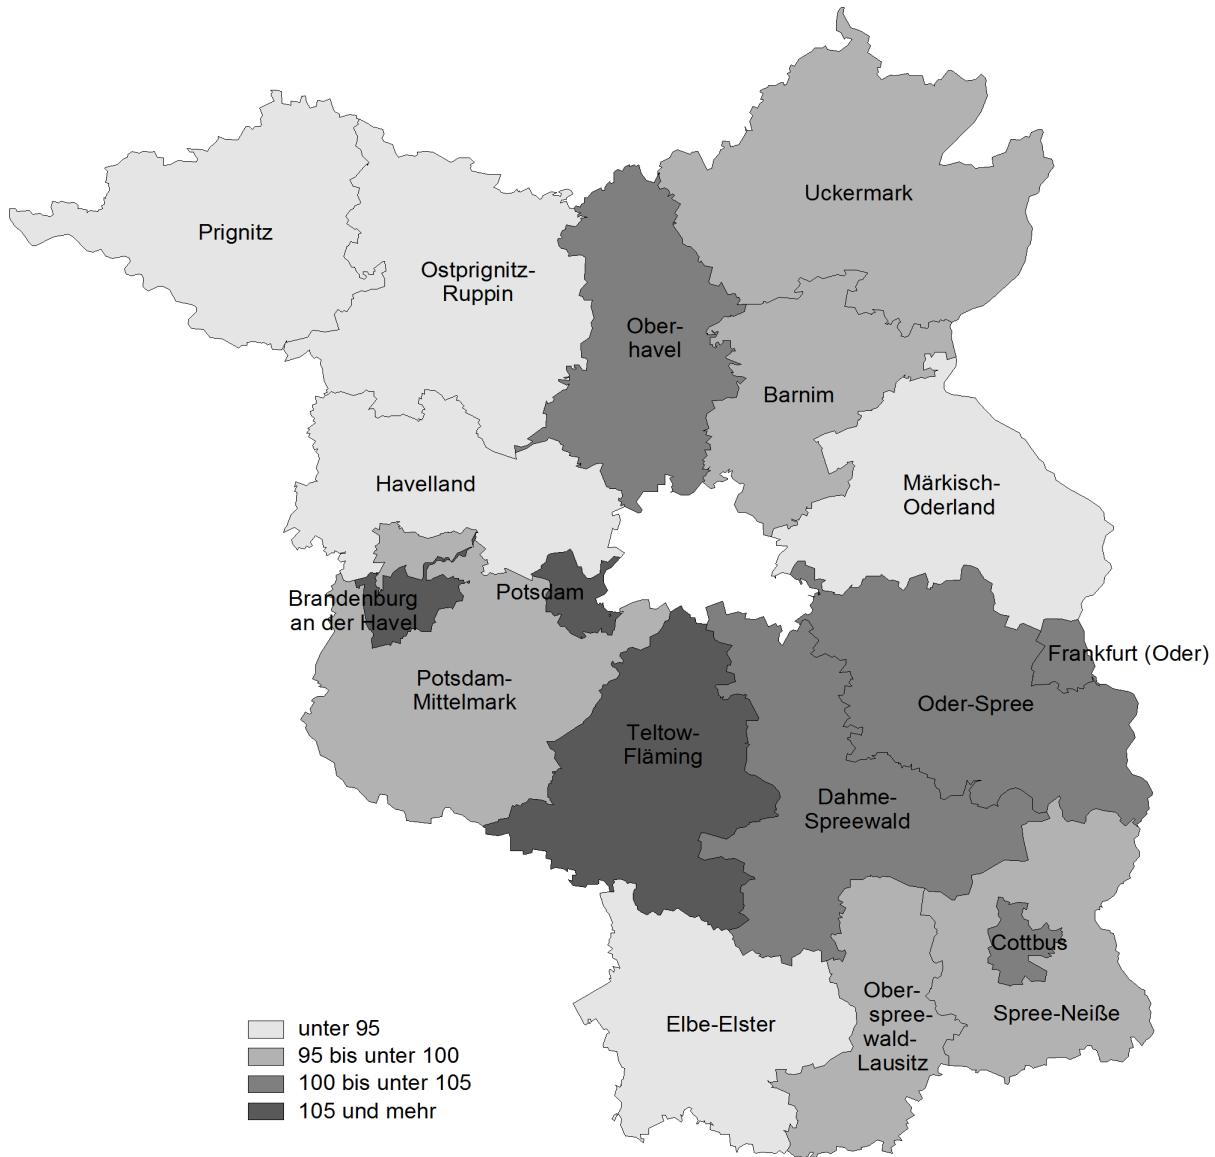 Uckermark
Prignitz
Ostprignitz-
Ruppin
Ober-
havel
Barnim
Havelland
Märkisch-
Oderland
Brandenburg
an der Havel
Potsdam
Frankfurt (Oder)
Potsdam-
Mittelmark
Oder-Spree
Teltow-
Fläming
Dahme-
Spreewald
Cottbus
Ober-
spree-
wald-
Lausitz
Spree-Neiße
Elbe-Elster
unter 95
95 bis unter 100
100 bis unter 105
105 und mehr